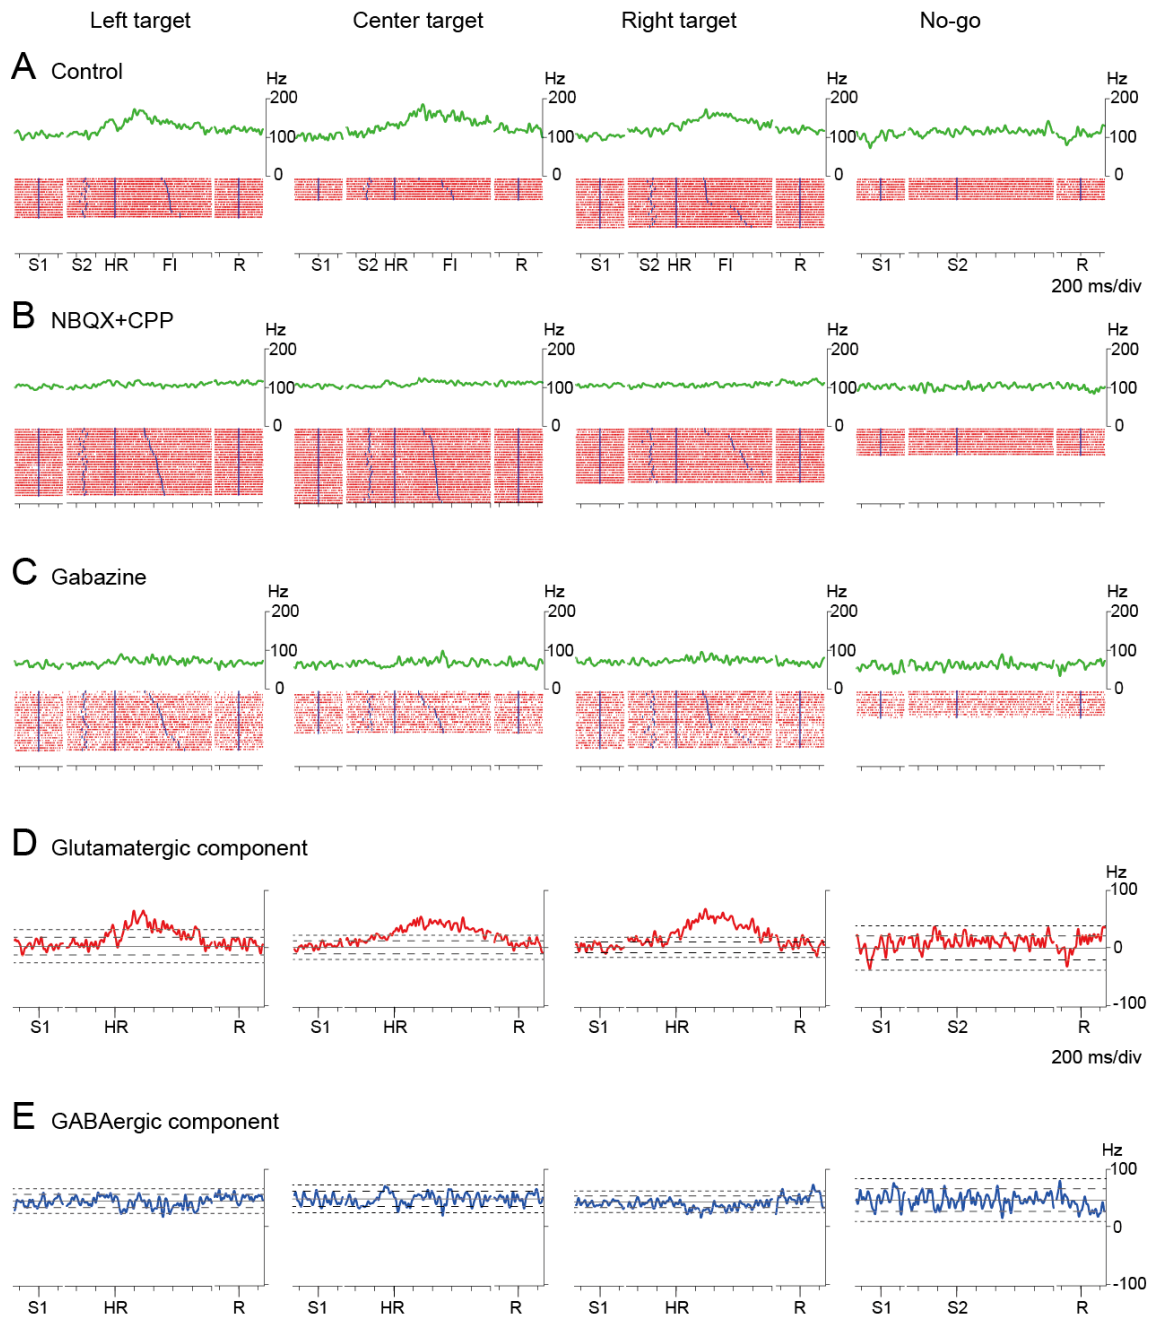 Left target Center target Right target No-go
A Control
Hz Hz Hz Hz
200 200 200 200
100 100 100 100
0 0 0 0
S1 S2 HR FI R S1 S2 HR FI R S1 S2 HR FI R S1 S2 R
200 ms/div
B NBQX+CPP
Hz Hz Hz Hz
200 200 200 200
100 100 100 100
0 0 0 0
C Gabazine
Hz Hz Hz Hz
200 200 200 200
100 100 100 100
0 0 0 0
D Glutamatergic component
Hz
100
0
-100
S1 HR R S1 HR R S1 HR R S1 S2 R
200 ms/div
E GABAergic component
Hz
100
0
-100
S1 HR R S1 HR R S1 HR R S1 S2 R